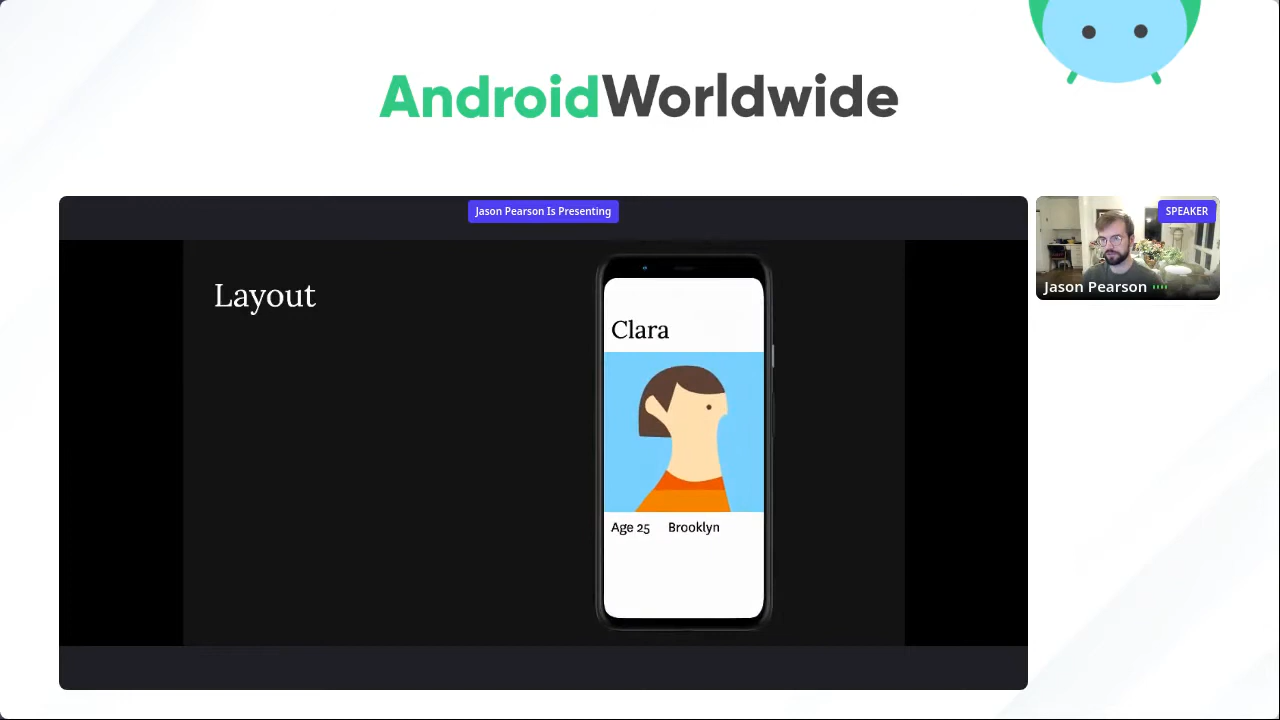 AndroidWorldwide
Jason Pearson Is Presenting
SPEAKER
Jason Pearson
Layout
Clara
Age 25 Brooklyn